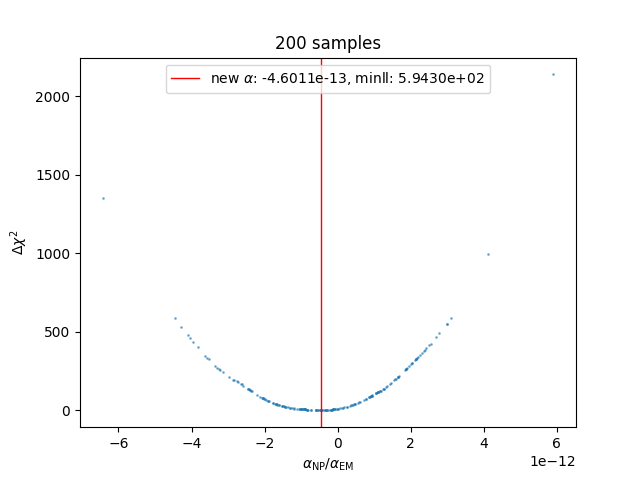 200 samples
new α: -4.6011e-13, minll: 5.9430e+02
2000
1500
1000
500
0
Δχ²
−6 −4 −2 0 2 4 6
1e−12
α_NP/α_EM